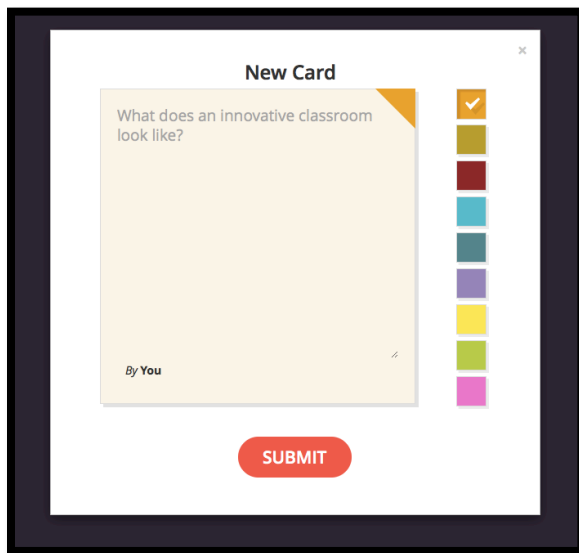 ×
New Card
What does an innovative classroom
look like?
By You
SUBMIT